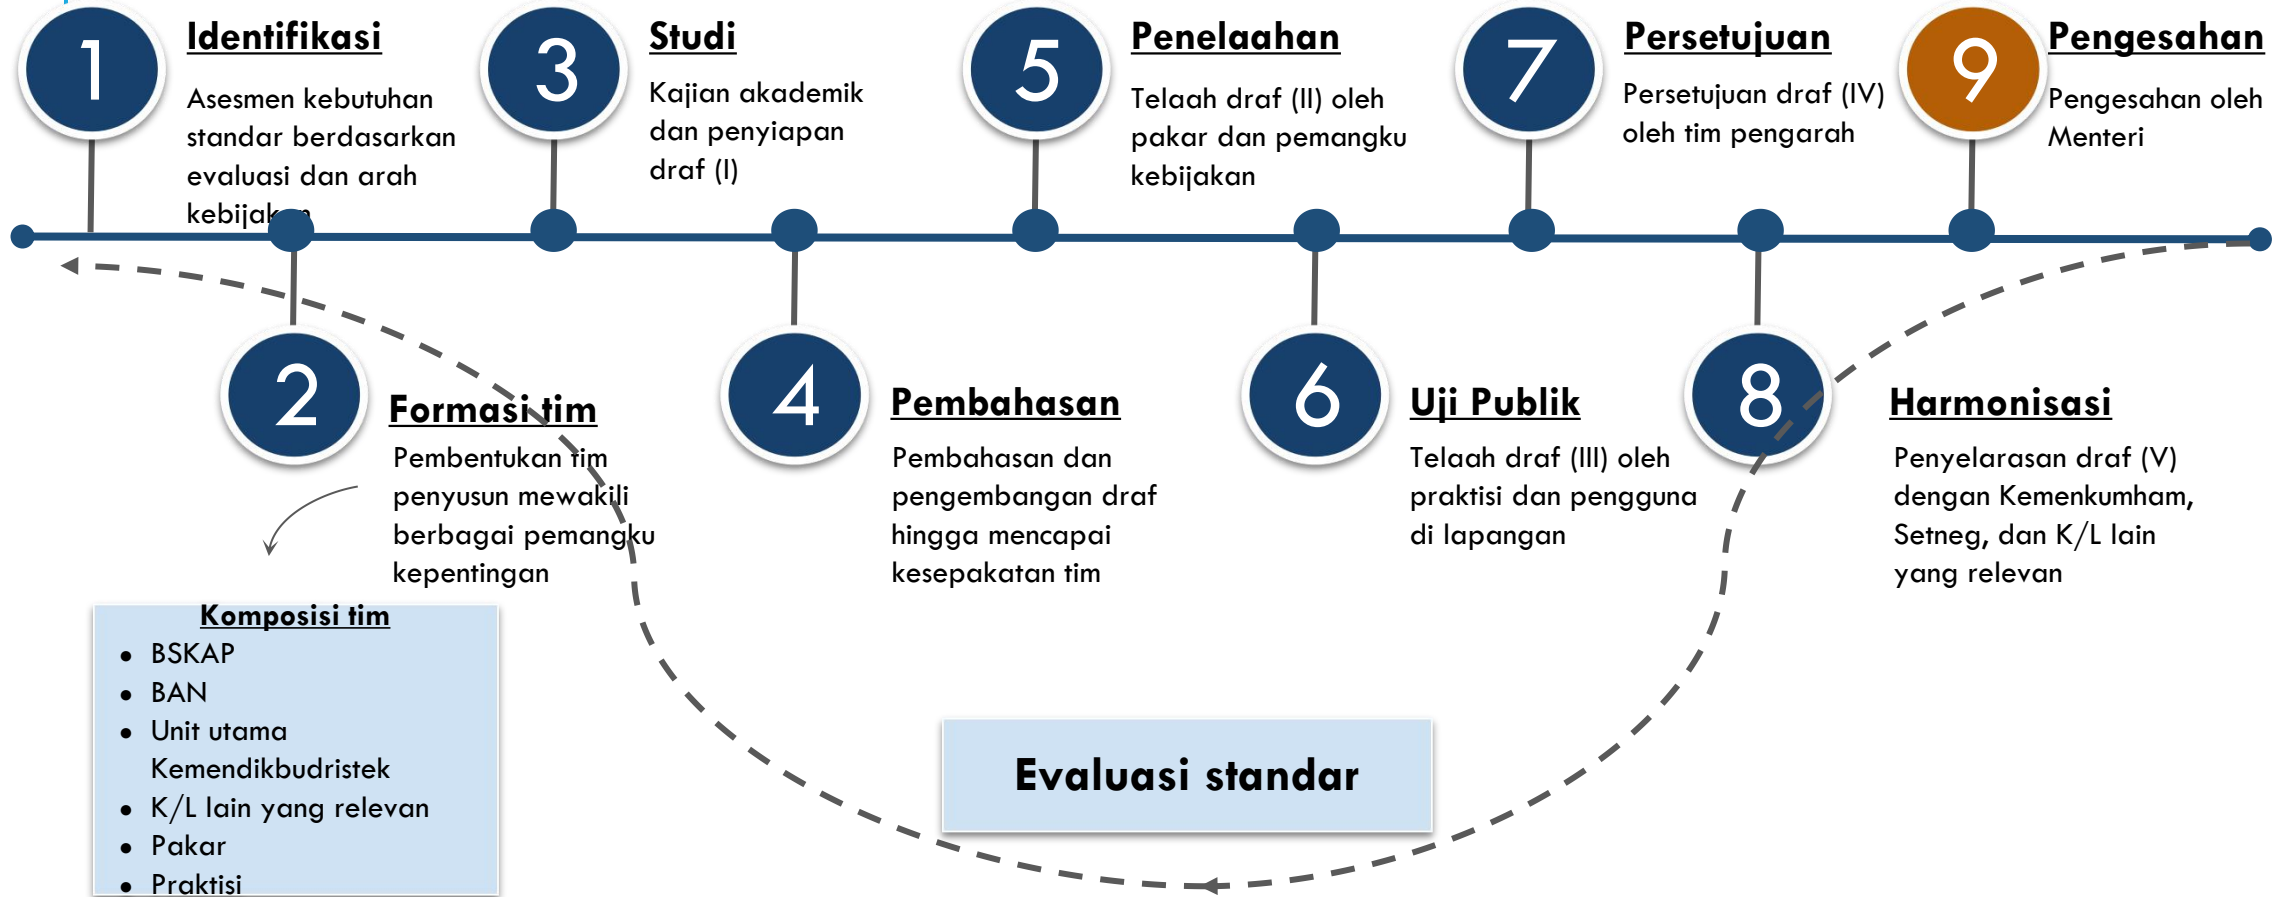 1
Identifikasi
Asesmen kebutuhan
standar berdasarkan
evaluasi dan arah
kebijakan
2
Formasi tim
Pembentukan tim
penyusun mewakili
berbagai pemangku
kepentingan
Komposisi tim
• BSKAP
• BAN
• Unit utama
Kemendikbudristek
• K/L lain yang relevan
• Pakar
• Praktisi
3
Studi
Kajian akademik
dan penyiapan
draf (I)
4
Pembahasan
Pembahasan dan
pengembangan draf
hingga mencapai
kesepakatan tim
5
Penelaahan
Telaah draf (II) oleh
pakar dan pemangku
kebijakan
6
Uji Publik
Telaah draf (III) oleh
praktisi dan pengguna
di lapangan
7
Persetujuan
Persetujuan draf (IV)
oleh tim pengarah
8
Harmonisasi
Penyelarasan draf (V)
dengan Kemenkumham,
Setneg, dan K/L lain
yang relevan
9
Pengesahan
Pengesahan oleh
Menteri
Evaluasi standar